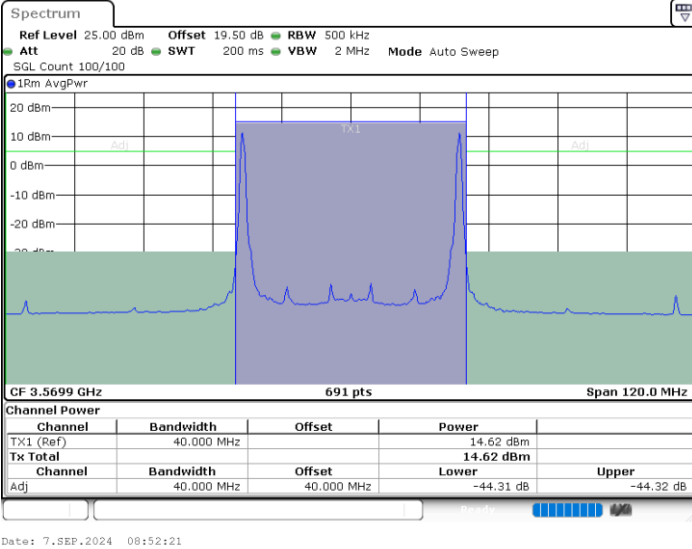 Spectrum
Ref Level 25.00 dBm Offset 19.50 dB RBW 500 kHz
Att 20 dB SWT 200 ms VBW 2 MHz Mode Auto Sweep
SGL Count 100/100
1Rm AvgPwr
20 dBm
TX1
10 dBm
Adj Adj
0 dBm
-10 dBm
-20 dBm
CF 3.5699 GHz 691 pts Span 120.0 MHz
Channel Power
Channel Bandwidth Offset Power
TX1 (Ref) 40.000 MHz 14.62 dBm
Tx Total 14.62 dBm
Channel Bandwidth Offset Lower Upper
Adj 40.000 MHz 40.000 MHz -44.31 dB -44.32 dB
Ready
Date: 7.SEP.2024 08:52:21